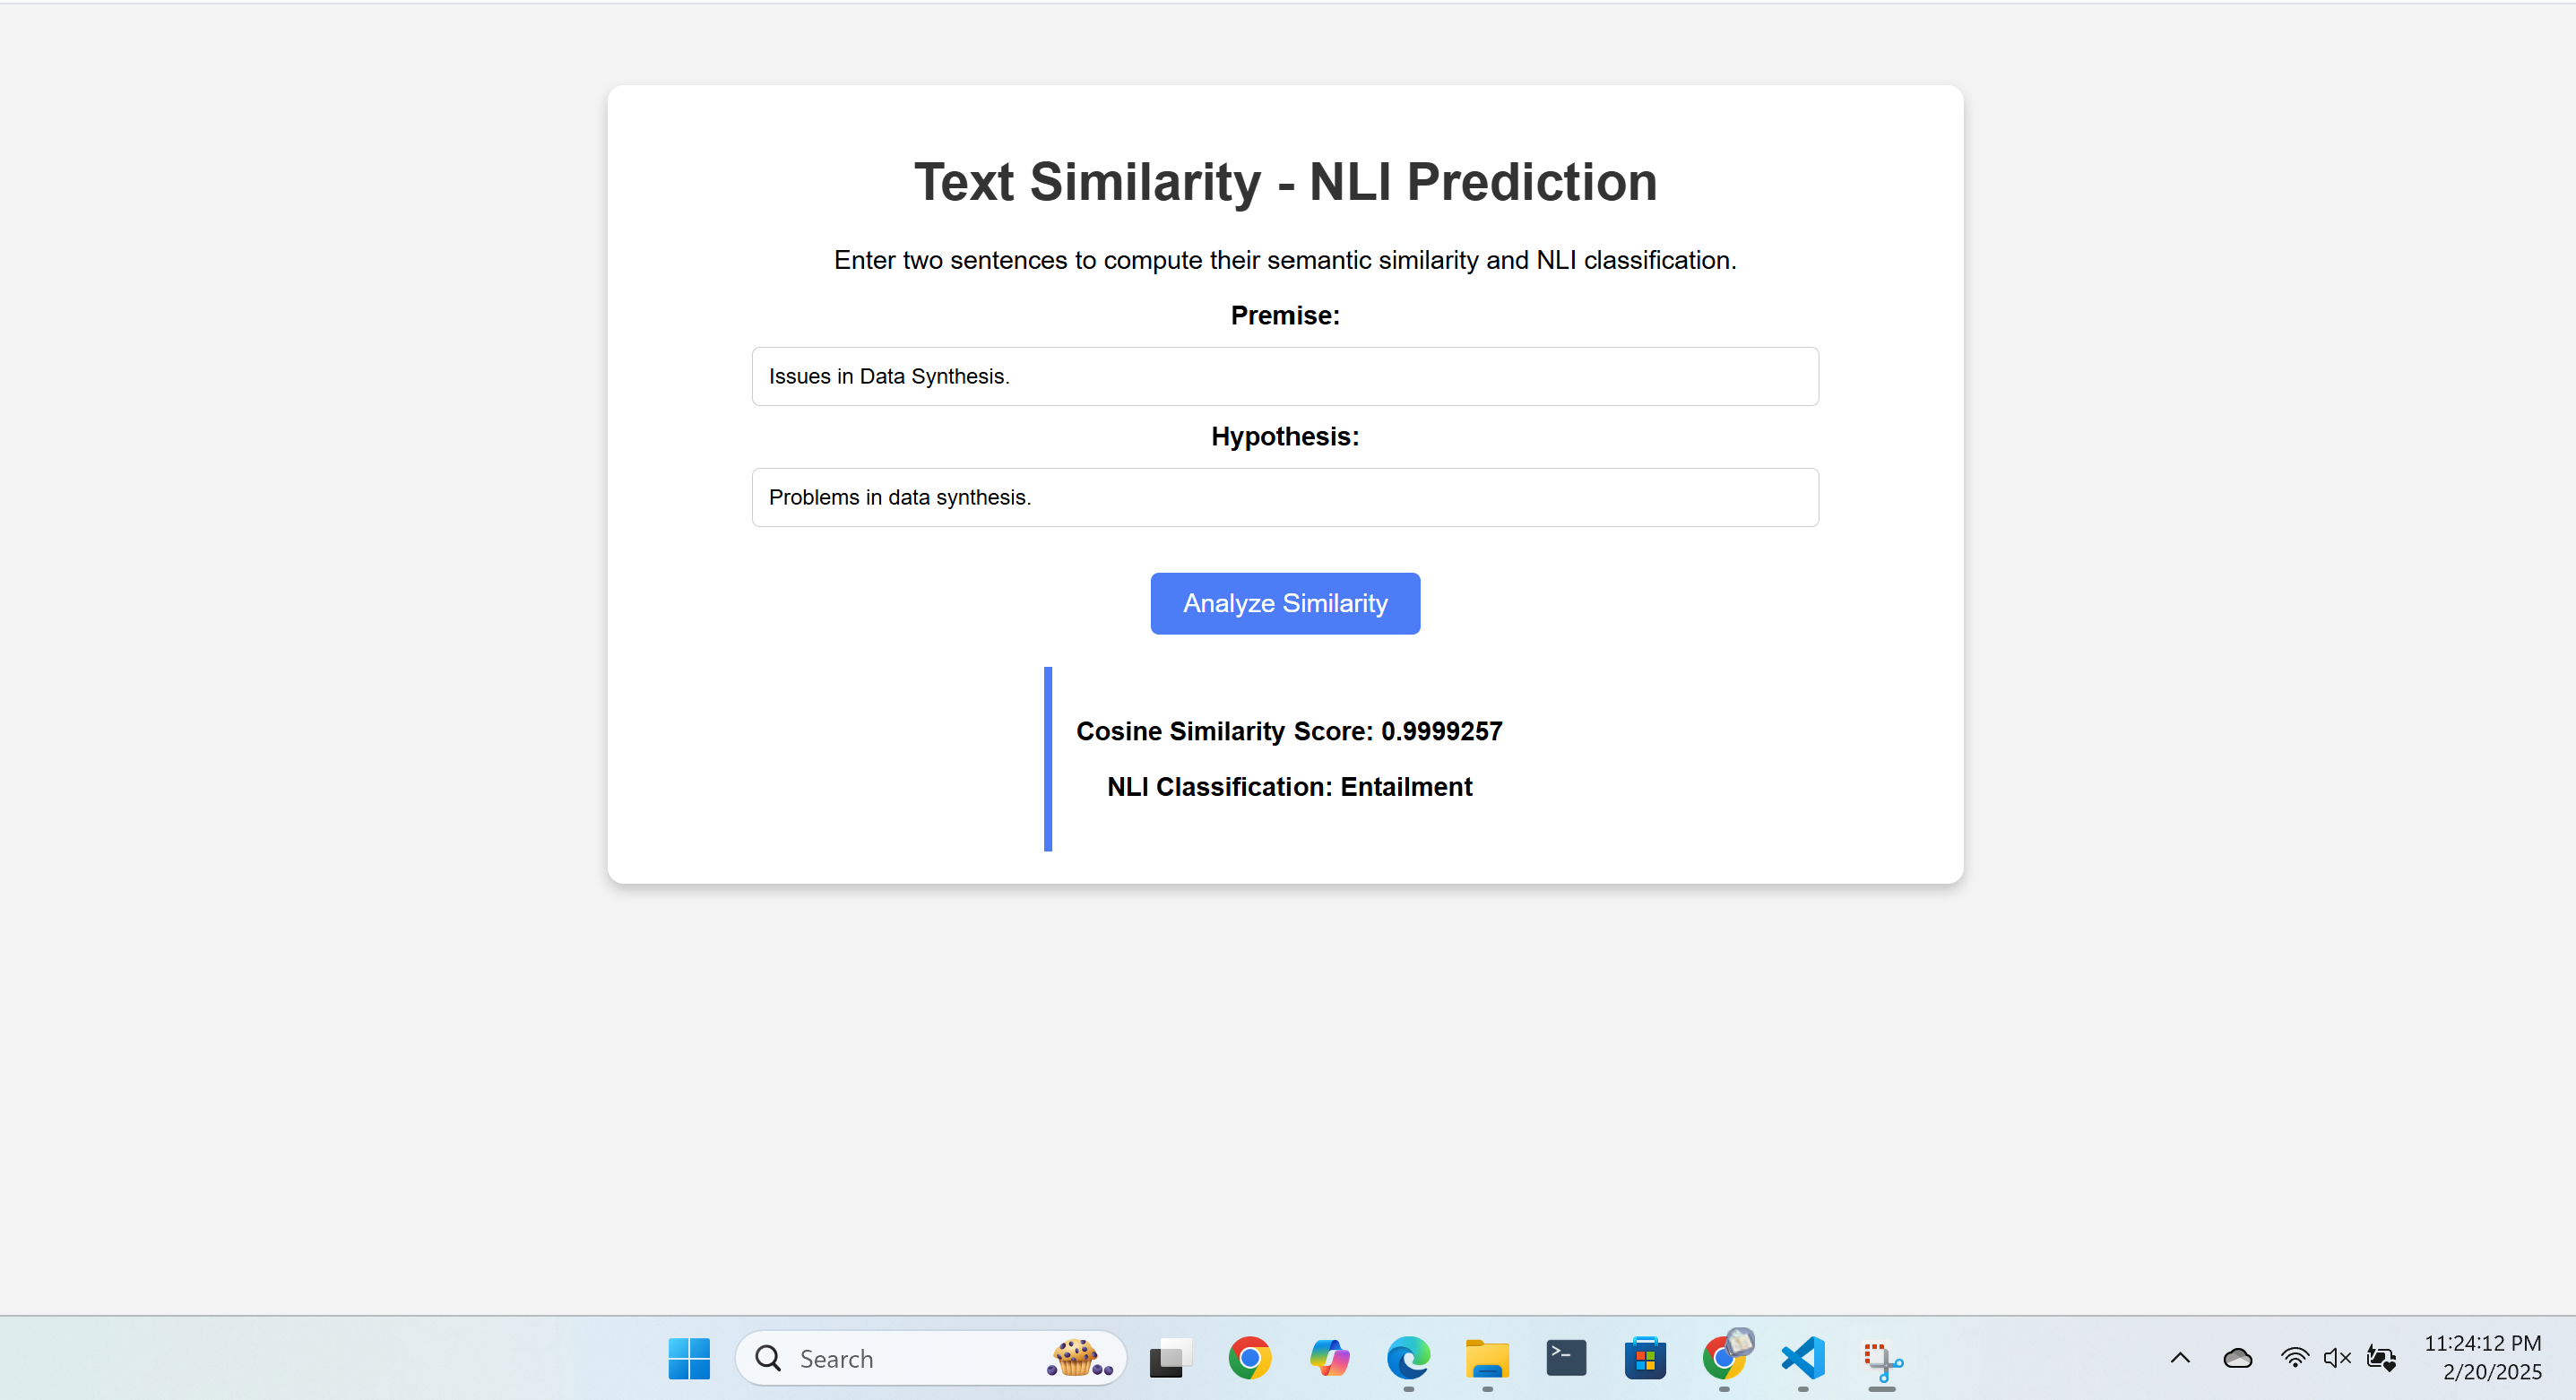 Text Similarity - NLI Prediction
Enter two sentences to compute their semantic similarity and NLI classification.
Premise:
Issues in Data Synthesis.
Hypothesis:
Problems in data synthesis.
Analyze Similarity
Cosine Similarity Score: 0.9999257
NLI Classification: Entailment
Search
11:24:12 PM
2/20/2025